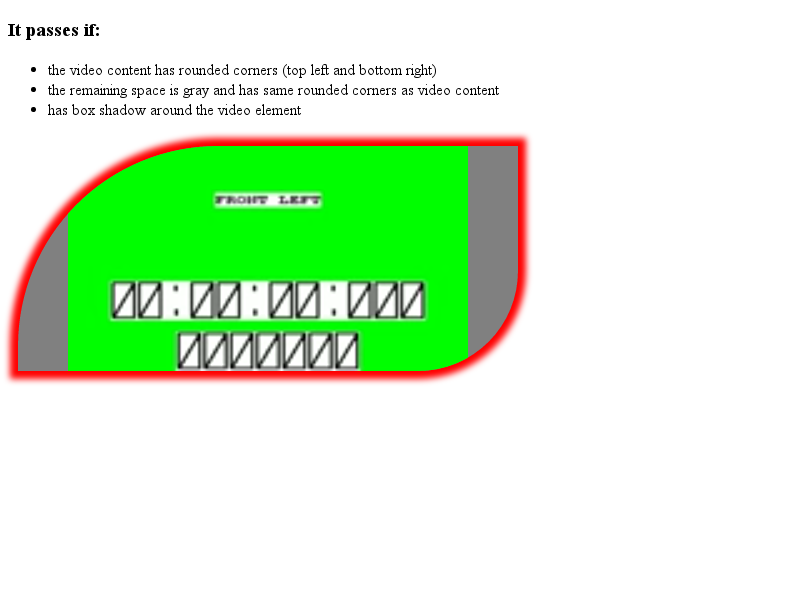 It passes if:
the video content has rounded corners (top left and bottom right)
the remaining space is gray and has same rounded corners as video content
has box shadow around the video element
FRONT LEFT
00:00:00:000
0000000